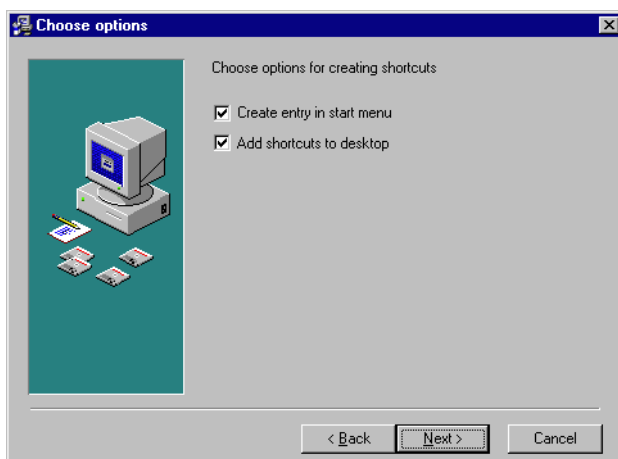 Choose options
Choose options for creating shortcuts
Create entry in start menu
Add shortcuts to desktop
< Back
Next >
Cancel